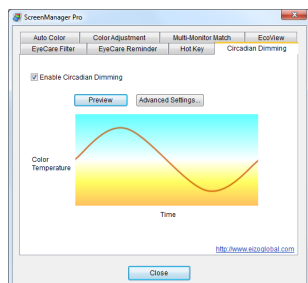 ScreenManager Pro
Auto Color
Color Adjustment
Multi-Monitor Match
EcoView
EyeCare Filter
EyeCare Reminder
Hot Key
Circadian Dimming
Enable Circadian Dimming
Preview
Advanced Settings...
Color
Temperature
Time
http://www.eizoglobal.com
Close